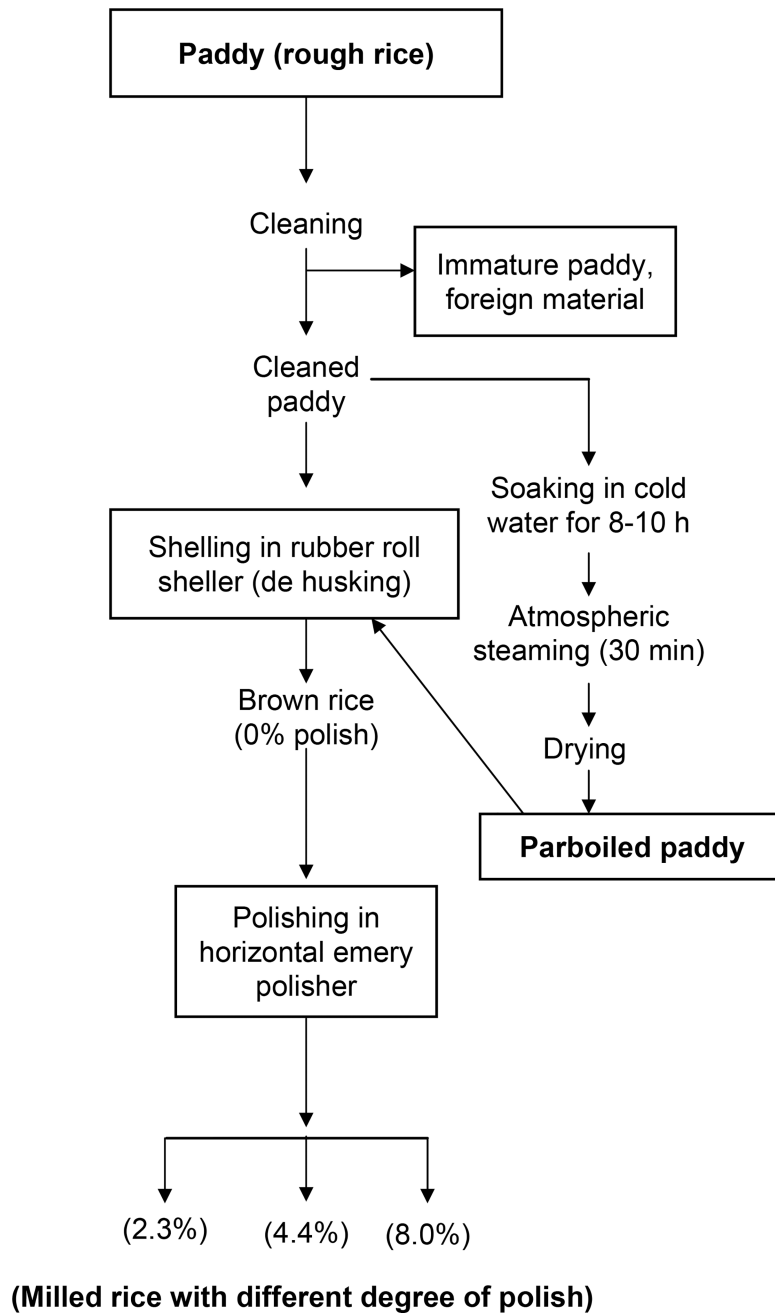 Paddy (rough rice)
Cleaning
Immature paddy,
foreign material
Cleaned
paddy
Soaking in cold
water for 8-10 h
Shelling in rubber roll
sheller (de husking)
Atmospheric
steaming (30 min)
Brown rice
(0% polish)
Drying
Parboiled paddy
Polishing in
horizontal emery
polisher
(2.3%)
(4.4%)
(8.0%)
(Milled rice with different degree of polish)